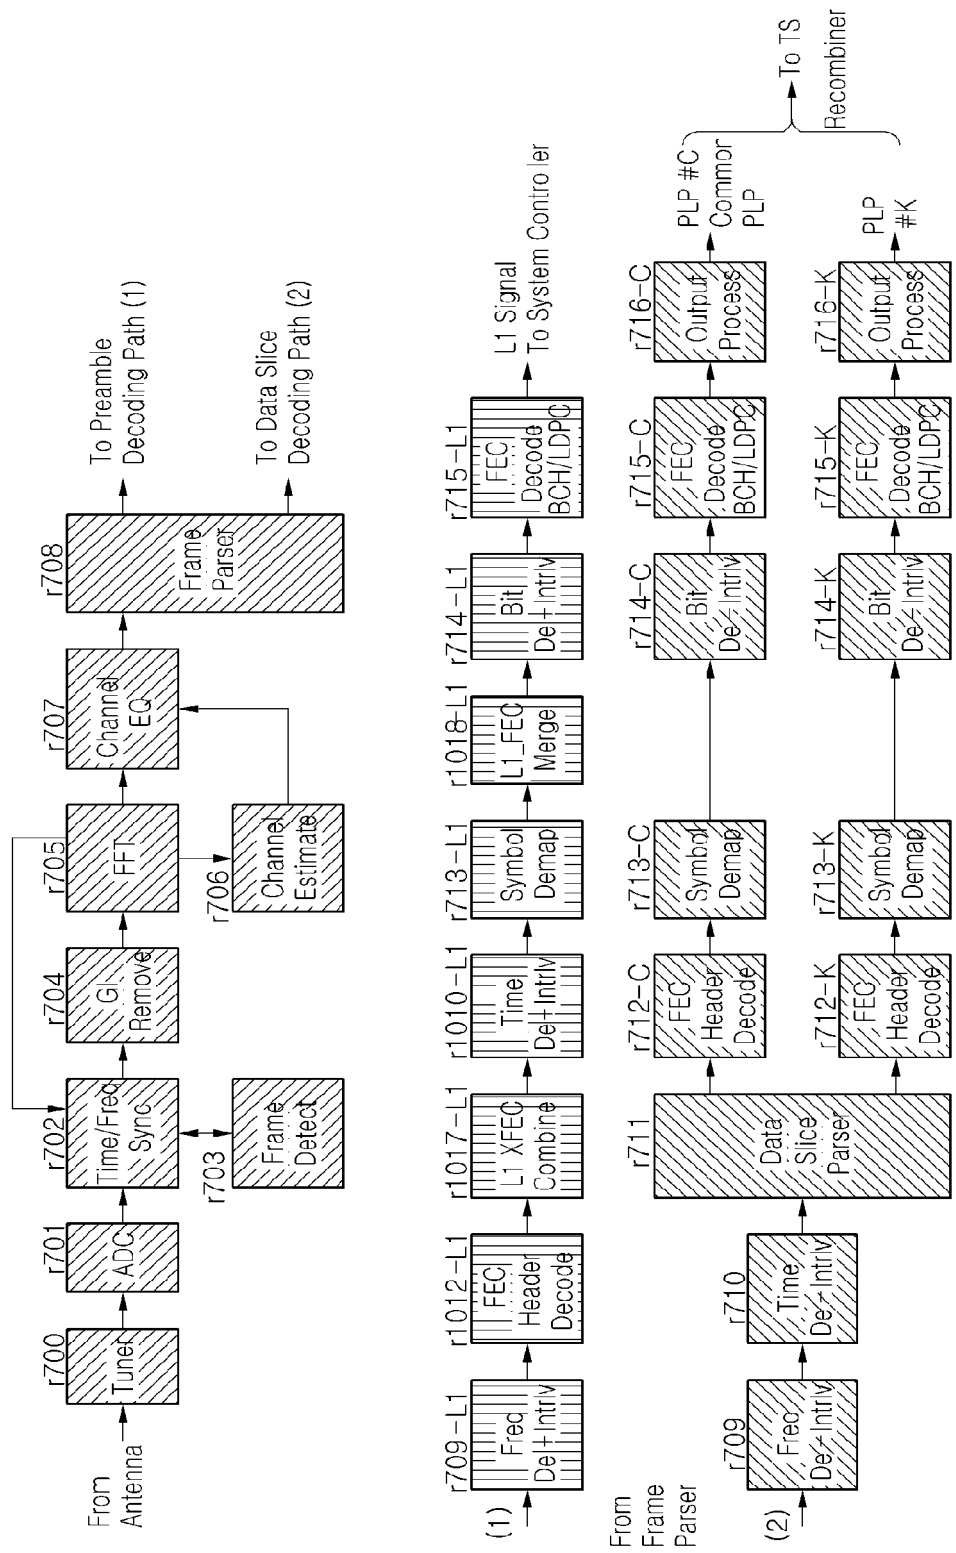 From
Antenna
r700
Tuner
r701
ADC
r702
Time/Freq
Sync
r703
Frame
Detect
r704
GI
Remove
r705
FFT
r706
Channel
Estimate
r707
Channel
EQ
r708
Frame
Parser
To Preamble
Decoding Path (1)
To Data Slice
Decoding Path (2)
(1)
r709-L1
Freq
De-Intrlv
r1012-L1
FEC
Header
Decode
r1017-L1
L1 XFEC
Combine
r1010-L1
Time
De-Intrlv
r713-L1
Symbol
Demap
r1018-L1
L1_FEC
Merge
r714-L1
Bit
De-Intrlv
r715-L1
FEC
Decode
BCH/LDPC
L1 Signal
To System Controller
From
Frame
Parser
(2)
r709
Freq
De-Intrlv
r710
Time
De-Intrlv
r711
Data
Slice
Parser
r712-C
FEC
Header
Decode
r713-C
Symbol
Demap
r714-C
Bit
De-Intrlv
r715-C
FEC
Decode
BCH/LDPC
r716-C
Output
Process
PLP #C
Commor
PLP
r712-K
FEC
Header
Decode
r713-K
Symbol
Demap
r714-K
Bit
De-Intrlv
r715-K
FEC
Decode
BCH/LDPC
r716-K
Output
Process
PLP
#K
To TS
Recombiner